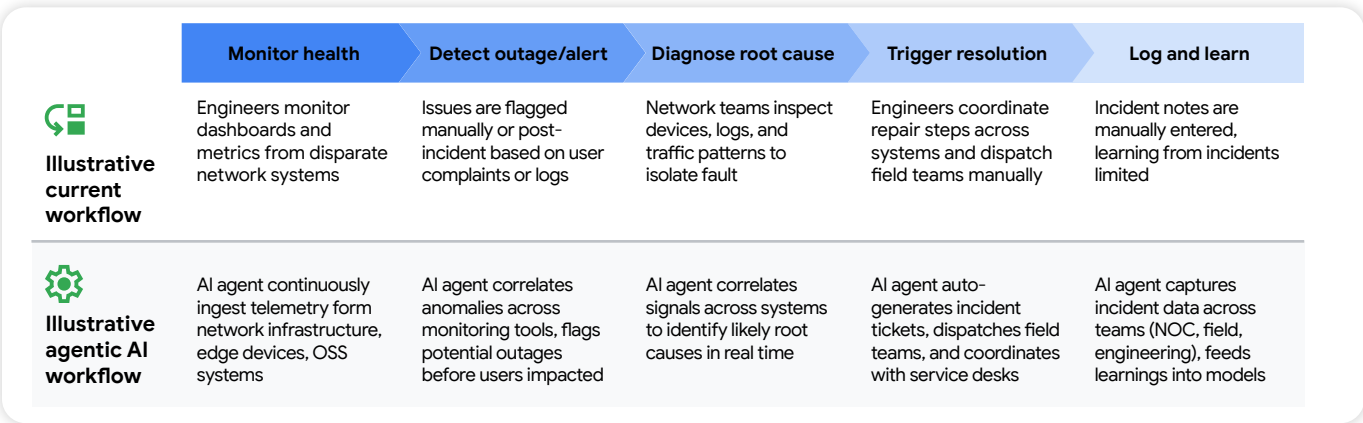 Monitor health
Detect outage/alert
Diagnose root cause
Trigger resolution
Log and learn
Illustrative
current
workflow
Engineers monitor
dashboards and
metrics from disparate
network systems
Issues are flagged
manually or post-
incident based on user
complaints or logs
Network teams inspect
devices, logs, and
traffic patterns to
isolate fault
Engineers coordinate
repair steps across
systems and dispatch
field teams manually
Incident notes are
manually entered,
learning from incidents
limited
Illustrative
agentic AI
workflow
AI agent continuously
ingest telemetry form
network infrastructure,
edge devices, OSS
systems
AI agent correlates
anomalies across
monitoring tools, flags
potential outages
before users impacted
AI agent correlates
signals across systems
to identify likely root
causes in real time
AI agent auto-
generates incident
tickets, dispatches field
teams, and coordinates
with service desks
AI agent captures
incident data across
teams (NOC, field,
engineering), feeds
learnings into models